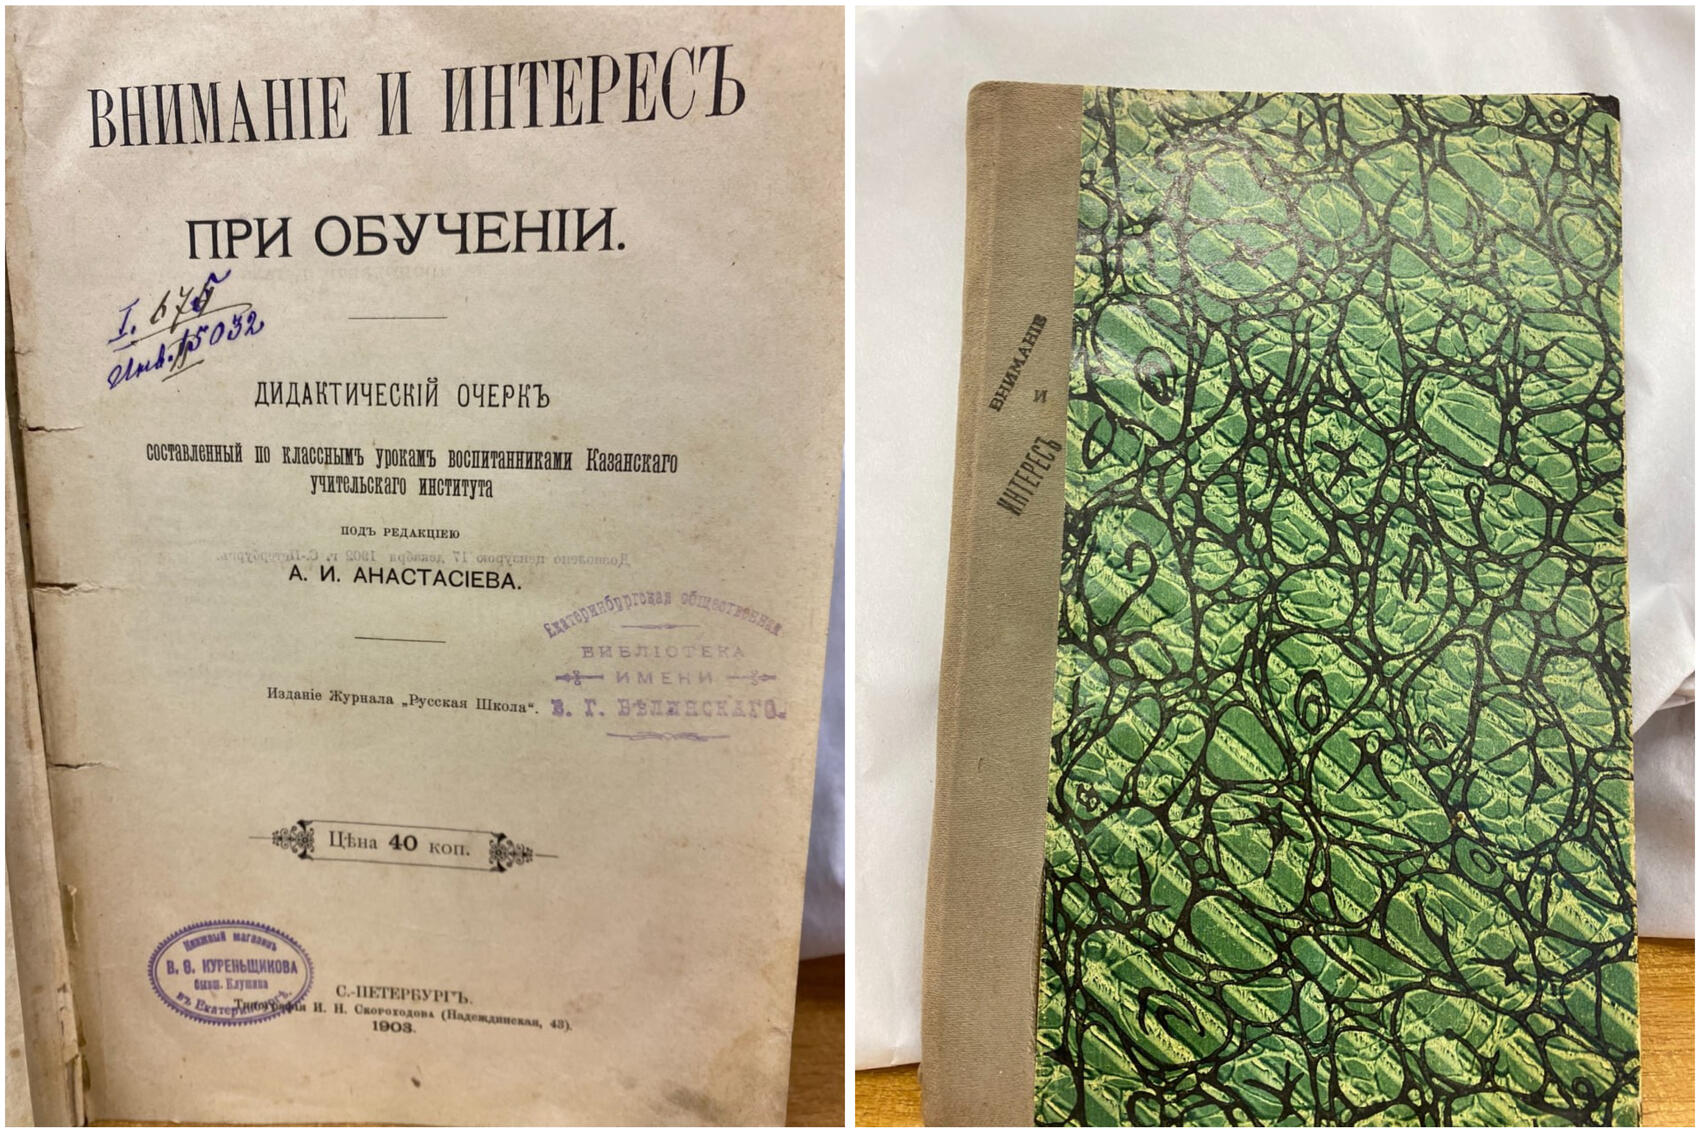 ВНИМАНІЕ И ИНТЕРЕСЪ
ПРИ ОБУЧЕНІИ.
I. 675
Инв. 15032
ДИДАКТИЧЕСКІЙ ОЧЕРКЪ
составленный по класснымъ урокамъ воспитанниками Казанскаго
учительскаго института
ПОДЪ РЕДАКЦІЕЮ
Дозволено цензурою 17 декабря 1902 г. С.-Петербургъ.
А. И. АНАСТАСІЕВА.
Екатеринбургская общественная
БИБЛІОТЕКА
ИМЕНИ
В. Г. БѢЛИНСКАГО.
Изданіе Журнала „Русская Школа“.
Цѣна 40 коп.
Книжный магазинъ
В. Ѳ. КУРЕНЬЩИКОВА
бывш. Блушина
въ Екатеринбургѣ.
С.-ПЕТЕРБУРГЪ.
Типографія И. Н. Скороходова (Надеждинская, 43).
1903.
ВНИМАНІЕ
И
ИНТЕРЕСЪ